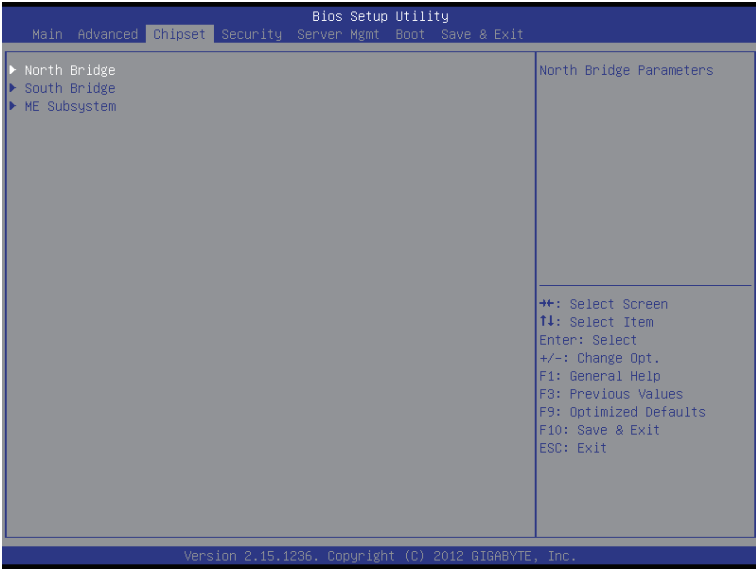 Bios Setup Utility
Main Advanced Chipset Security Server Mgmt Boot Save & Exit
▶ North Bridge
▶ South Bridge
▶ ME Subsystem
North Bridge Parameters
→←: Select Screen
↑↓: Select Item
Enter: Select
+/-: Change Opt.
F1: General Help
F3: Previous Values
F9: Optimized Defaults
F10: Save & Exit
ESC: Exit
Version 2.15.1236. Copyright (C) 2012 GIGABYTE, Inc.